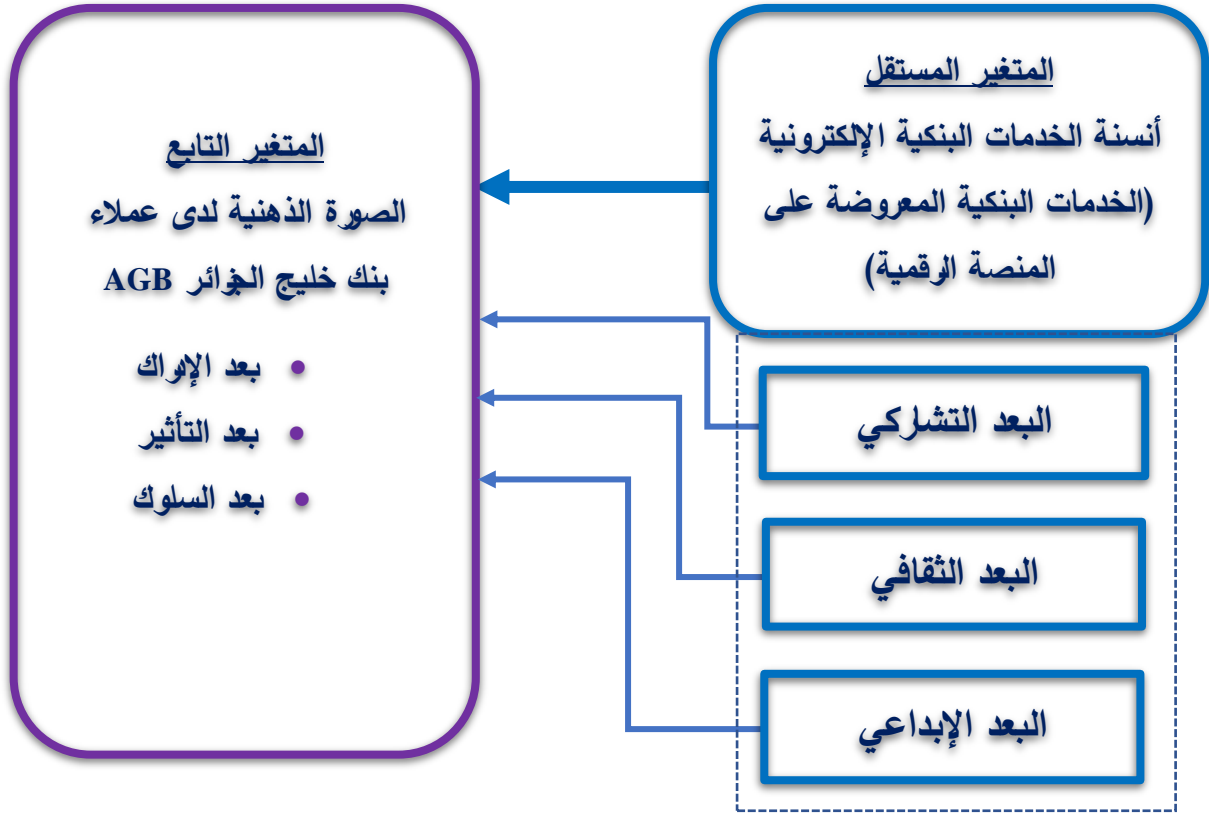 المتغير المستقل
أنسنة الخدمات البنكية الإلكترونية
(الخدمات البنكية المعروضة على
المنصة الرقمية)
البعد التشاركي
البعد الثقافي
البعد الإبداعي
المتغير التابع
الصورة الذهنية لدى عملاء
بنك خليج الجزائر AGB
• بعد الإدراك
• بعد التأثير
• بعد السلوك